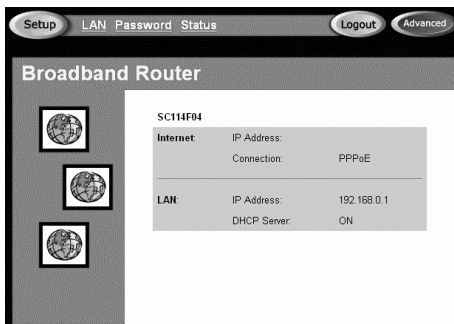 Setup LAN Password Status Logout Advanced
Broadband Router
SC114F04
Internet: IP Address:
Connection: PPPoE
LAN: IP Address: 192.168.0.1
DHCP Server: ON